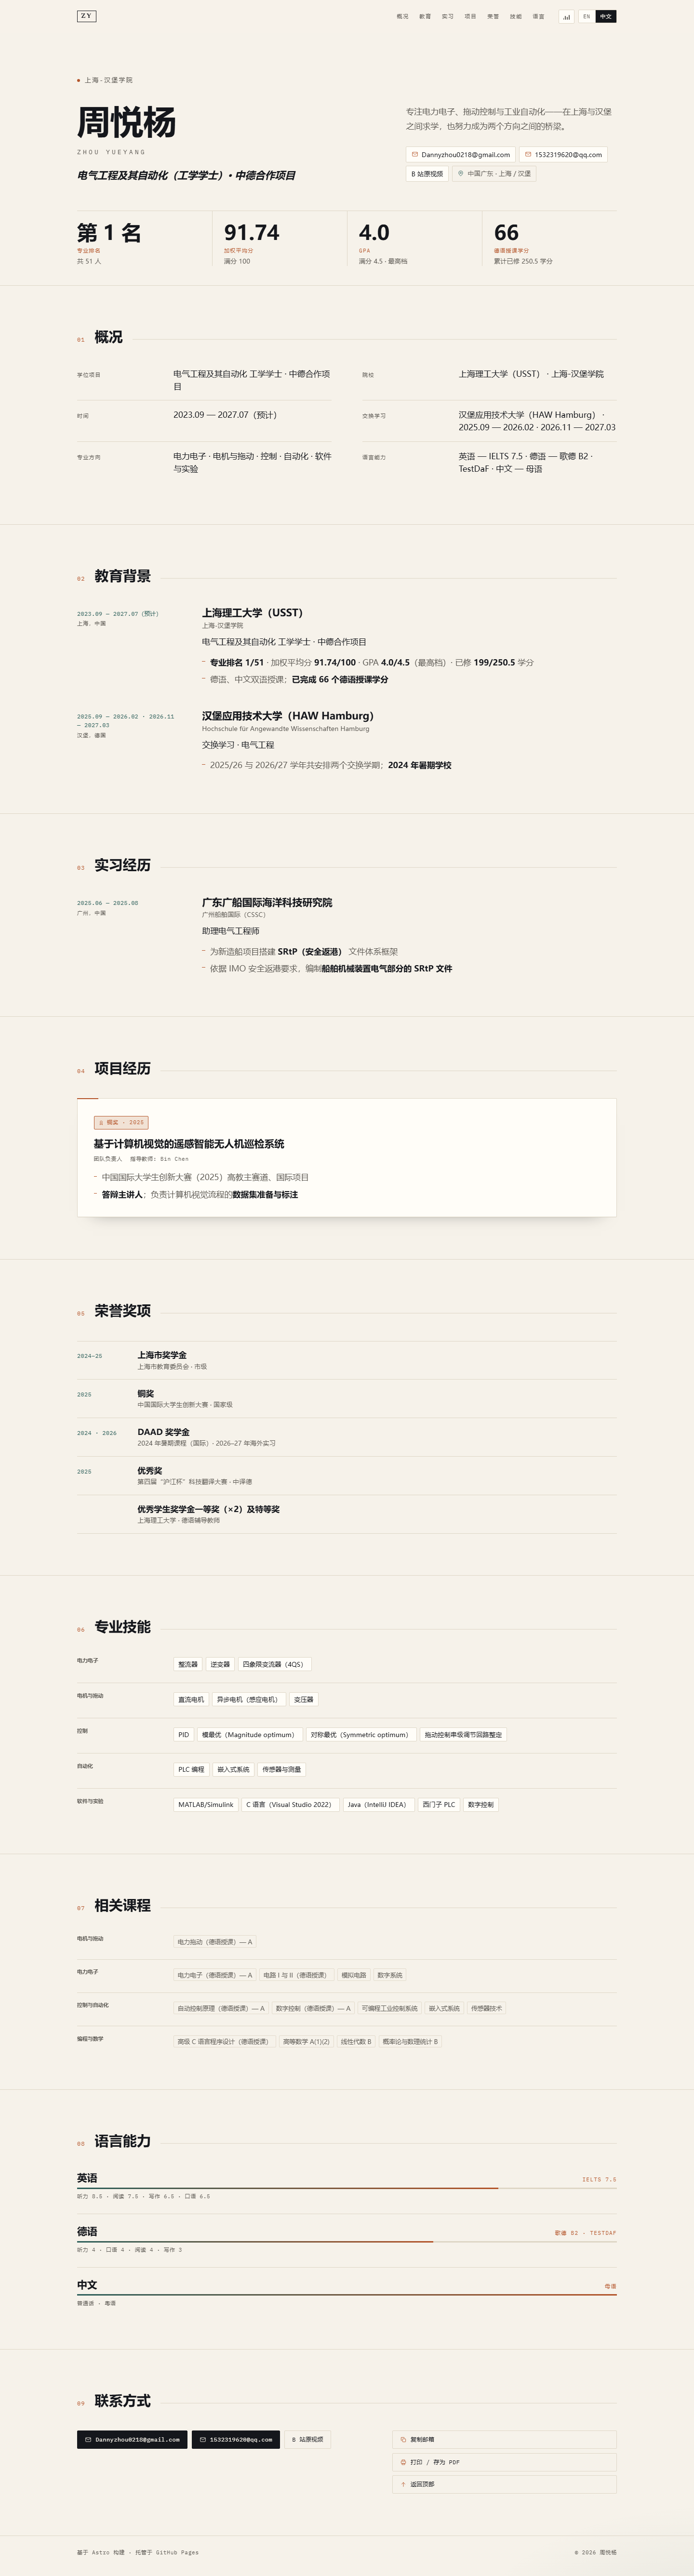 ZY
概况 教育 实习 项目 荣誉 技能 语言 EN 中文
上海-汉堡学院
周悦杨
ZHOU YUEYANG
电气工程及其自动化（工学学士）· 中德合作项目
专注电力电子、拖动控制与工业自动化——在上海与汉堡
之间求学，也努力成为两个方向之间的桥梁。
Dannyzhou0218@gmail.com 1532319620@qq.com
B 站原视频 中国广东 · 上海 / 汉堡
第 1 名
专业排名
共 51 人
91.74
加权平均分
满分 100
4.0
GPA
满分 4.5 · 最高档
66
德语授课学分
累计已修 250.5 学分
01 概况
学位项目
电气工程及其自动化 工学学士 · 中德合作项
目
院校
上海理工大学（USST） · 上海-汉堡学院
时间
2023.09 — 2027.07（预计）
交换学习
汉堡应用技术大学（HAW Hamburg） ·
2025.09 — 2026.02 · 2026.11 — 2027.03
专业方向
电力电子 · 电机与拖动 · 控制 · 自动化 · 软件
与实验
语言能力
英语 — IELTS 7.5 · 德语 — 歌德 B2 ·
TestDaF · 中文 — 母语
02 教育背景
2023.09 — 2027.07（预计）
上海，中国
上海理工大学（USST）
上海-汉堡学院
电气工程及其自动化 工学学士 · 中德合作项目
– 专业排名 1/51 · 加权平均分 91.74/100 · GPA 4.0/4.5（最高档）· 已修 199/250.5 学分
– 德语、中文双语授课；已完成 66 个德语授课学分
2025.09 — 2026.02 · 2026.11
— 2027.03
汉堡，德国
汉堡应用技术大学（HAW Hamburg）
Hochschule für Angewandte Wissenschaften Hamburg
交换学习 · 电气工程
– 2025/26 与 2026/27 学年共安排两个交换学期；2024 年暑期学校
03 实习经历
2025.06 — 2025.08
广州，中国
广东广船国际海洋科技研究院
广州船舶国际（CSSC）
助理电气工程师
– 为新造船项目搭建 SRtP（安全返港） 文件体系框架
– 依据 IMO 安全返港要求，编制船舶机械装置电气部分的 SRtP 文件
04 项目经历
铜奖 · 2025
基于计算机视觉的遥感智能无人机巡检系统
团队负责人 指导教师: Bin Chen
– 中国国际大学生创新大赛（2025）高教主赛道，国际项目
– 答辩主讲人；负责计算机视觉流程的数据集准备与标注
05 荣誉奖项
2024–25
上海市奖学金
上海市教育委员会 · 市级
2025
铜奖
中国国际大学生创新大赛 · 国家级
2024 · 2026
DAAD 奖学金
2024 年暑期课程（国际）· 2026–27 年海外实习
2025
优秀奖
第四届“沪江杯”科技翻译大赛 · 中译德
优秀学生奖学金一等奖（×2）及特等奖
上海理工大学 · 德语辅导教师
06 专业技能
电力电子
整流器 逆变器 四象限变流器（4QS）
电机与拖动
直流电机 异步电机（感应电机） 变压器
控制
PID 模最优（Magnitude optimum） 对称最优（Symmetric optimum） 拖动控制串级调节回路整定
自动化
PLC 编程 嵌入式系统 传感器与测量
软件与实验
MATLAB/Simulink C 语言（Visual Studio 2022） Java（IntelliJ IDEA） 西门子 PLC 数字控制
07 相关课程
电机与拖动
电力拖动（德语授课）— A
电力电子
电力电子（德语授课）— A 电路 I 与 II（德语授课） 模拟电路 数字系统
控制与自动化
自动控制原理（德语授课）— A 数字控制（德语授课）— A 可编程工业控制系统 嵌入式系统 传感器技术
编程与数学
高级 C 语言程序设计（德语授课） 高等数学 A(1)(2) 线性代数 B 概率论与数理统计 B
08 语言能力
英语
IELTS 7.5
听力 8.5 · 阅读 7.5 · 写作 6.5 · 口语 6.5
德语
歌德 B2 · TESTDAF
听力 4 · 口语 4 · 阅读 4 · 写作 3
中文
母语
普通话 · 粤语
09 联系方式
Dannyzhou0218@gmail.com 1532319620@qq.com B 站原视频
复制邮箱
打印 / 存为 PDF
返回顶部
基于 Astro 构建 · 托管于 GitHub Pages
© 2026 周悦杨